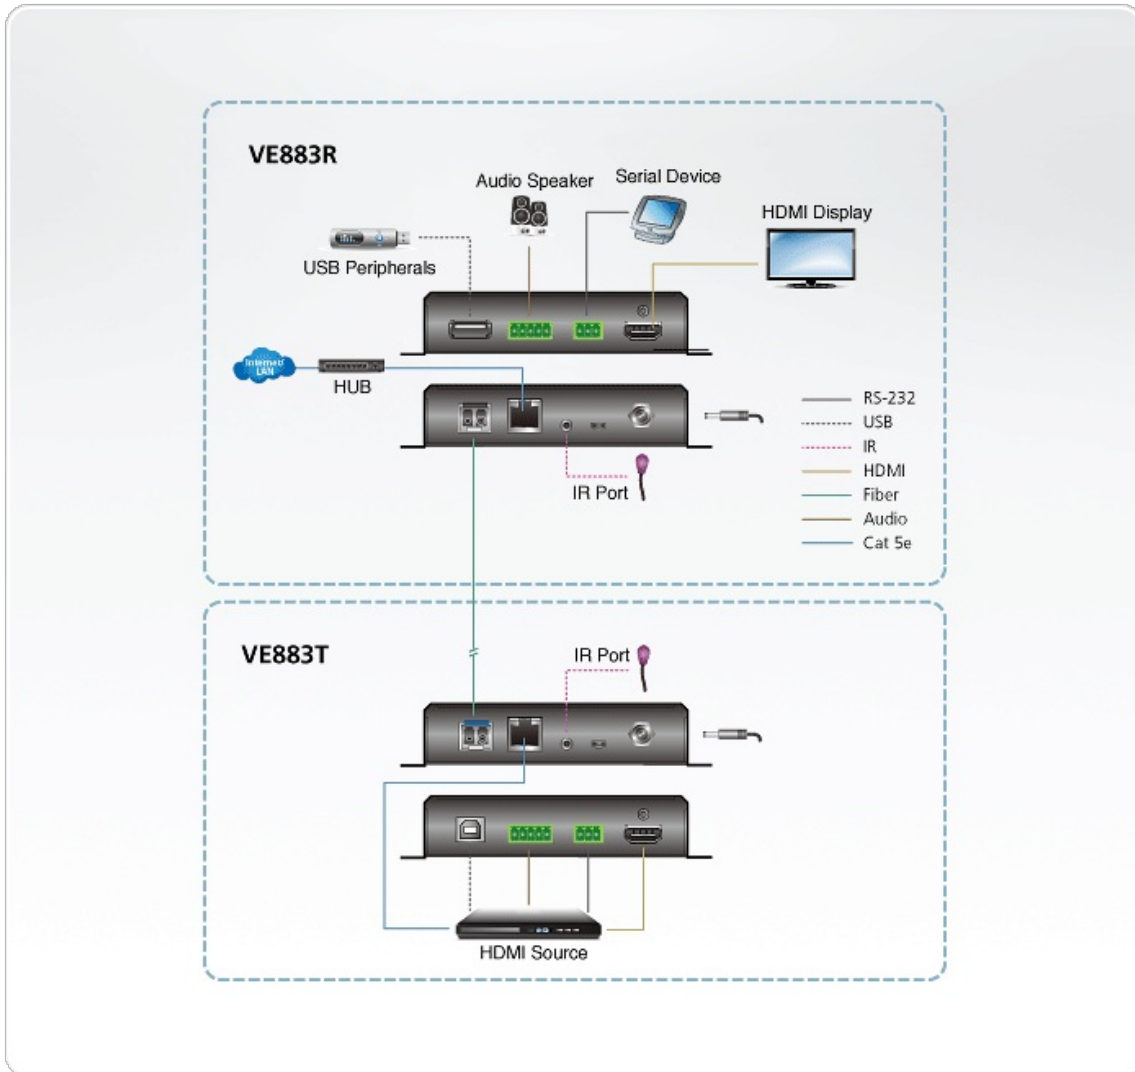 VE883R
Audio Speaker
Serial Device
HDMI Display
USB Peripherals
Internet/
LAN
HUB
IR Port
RS-232
USB
IR
HDMI
Fiber
Audio
Cat 5e
VE883T
IR Port
HDMI Source